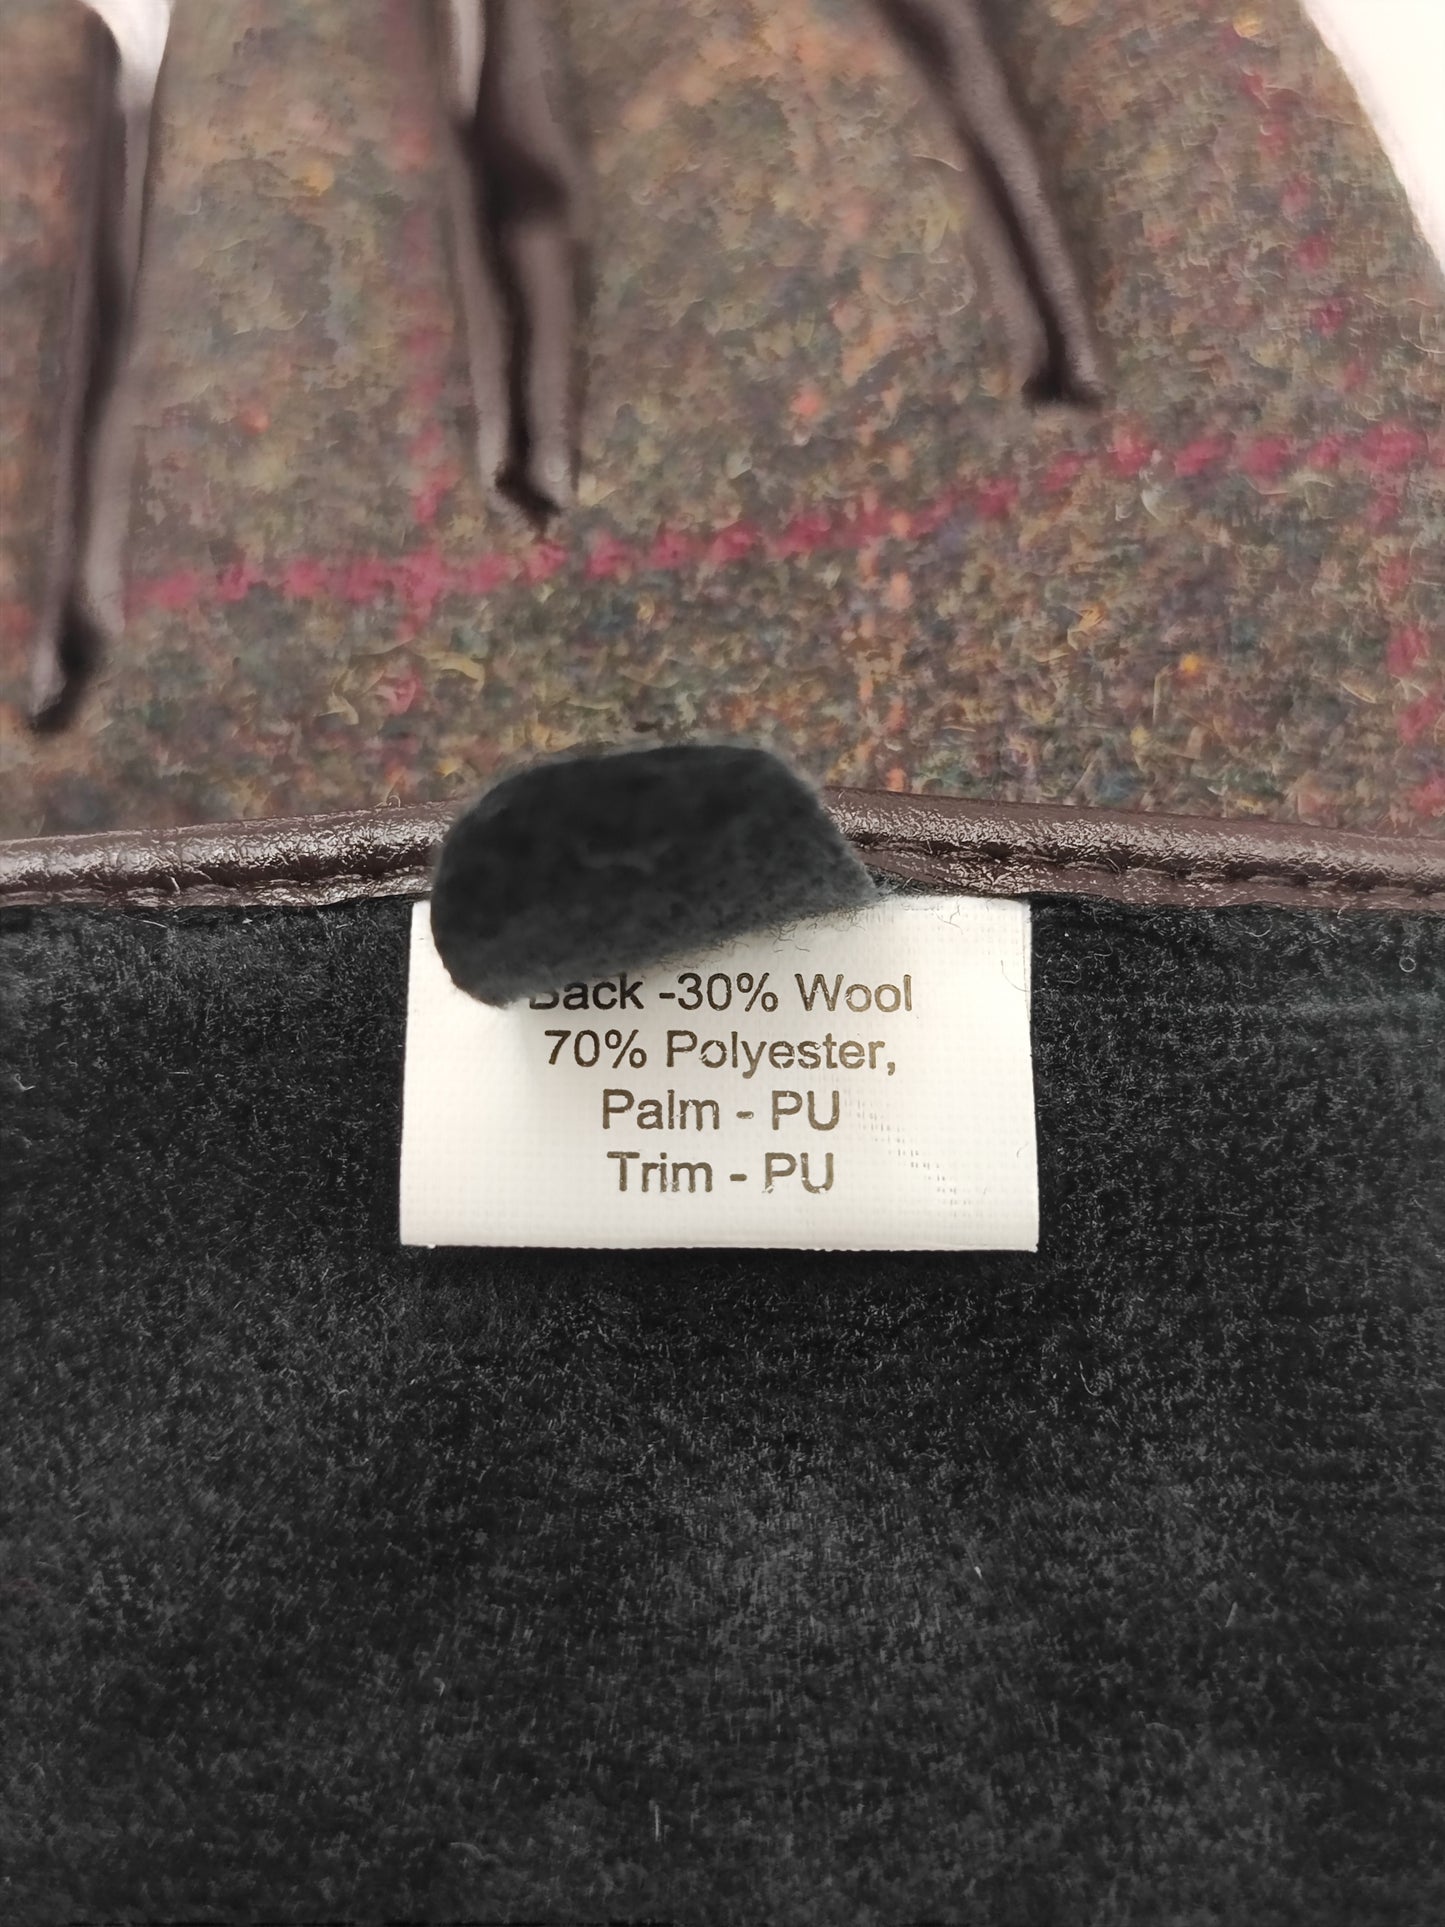 Back -30% Wool
70% Polyester,
Palm - PU
Trim - PU